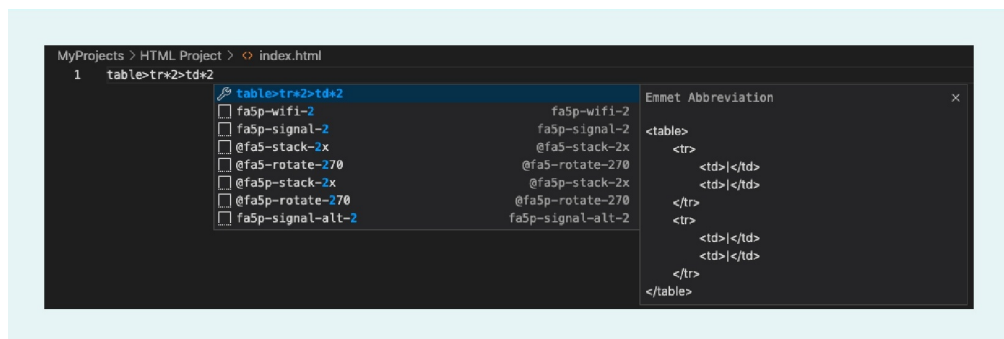 MyProjects > HTML Project > <> index.html
1 table>tr*2>td*2
table>tr*2>td*2
fa5p-wifi-2 fa5p-wifi-2
fa5p-signal-2 fa5p-signal-2
@fa5-stack-2x @fa5-stack-2x
@fa5-rotate-270 @fa5-rotate-270
@fa5p-stack-2x @fa5p-stack-2x
@fa5p-rotate-270 @fa5p-rotate-270
fa5p-signal-alt-2 fa5p-signal-alt-2
Emmet Abbreviation ×
<table>
<tr>
<td>|</td>
<td>|</td>
</tr>
<tr>
<td>|</td>
<td>|</td>
</tr>
</table>